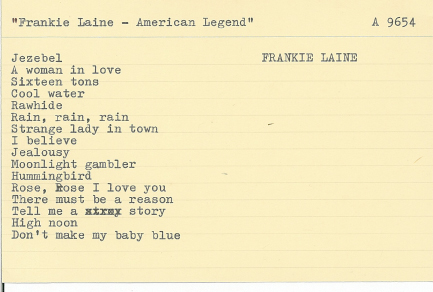 "Frankie Laine - American Legend" A 9654
Jezebel FRANKIE LAINE
A woman in love
Sixteen tons
Cool water
Rawhide
Rain, rain, rain
Strange lady in town
I believe
Jealousy
Moonlight gambler
Hummingbird
Rose, Rose I love you
There must be a reason
Tell me a story
High noon
Don't make my baby blue